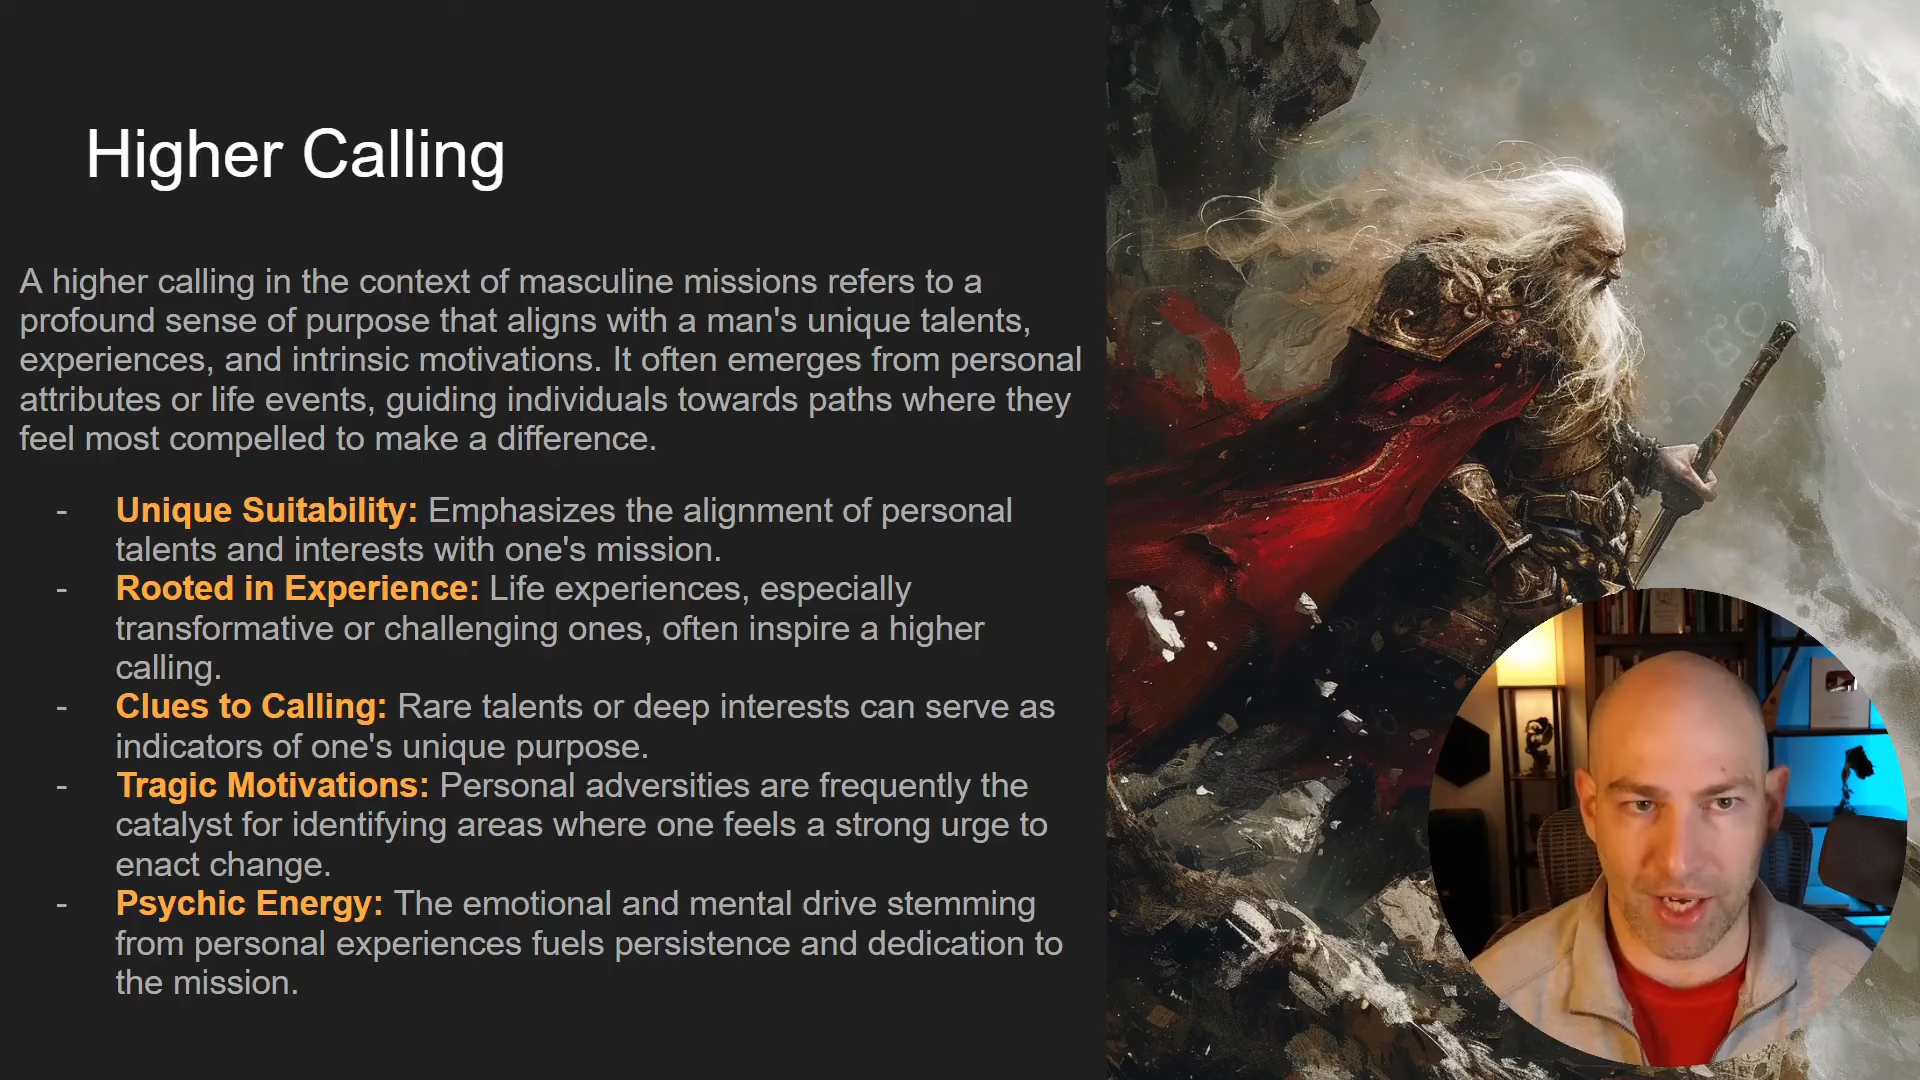 Higher Calling
A higher calling in the context of masculine missions refers to a
profound sense of purpose that aligns with a man's unique talents,
experiences, and intrinsic motivations. It often emerges from personal
attributes or life events, guiding individuals towards paths where they
feel most compelled to make a difference.
- Unique Suitability: Emphasizes the alignment of personal
talents and interests with one's mission.
- Rooted in Experience: Life experiences, especially
transformative or challenging ones, often inspire a higher
calling.
- Clues to Calling: Rare talents or deep interests can serve as
indicators of one's unique purpose.
- Tragic Motivations: Personal adversities are frequently the
catalyst for identifying areas where one feels a strong urge to
enact change.
- Psychic Energy: The emotional and mental drive stemming
from personal experiences fuels persistence and dedication to
the mission.